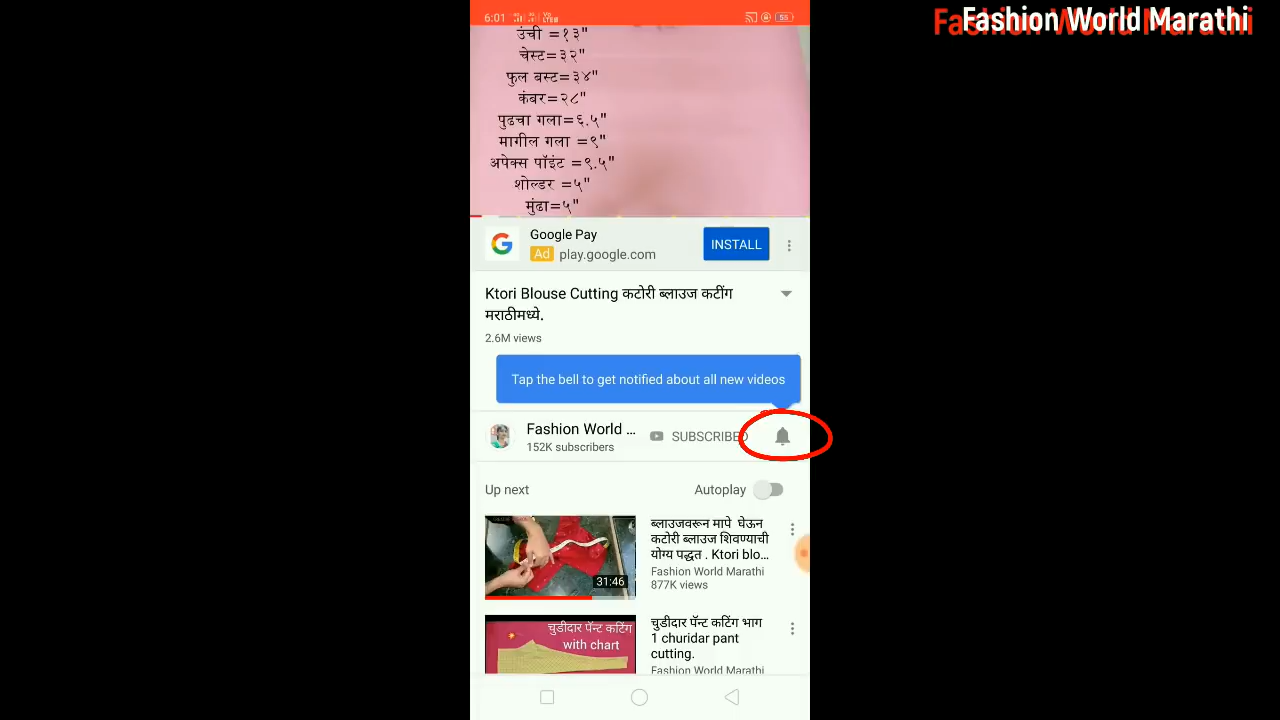 Fashion World Marathi
6:01
55
उंची =१३"
चेस्ट=३२"
फुल बस्ट=३४"
कंबर=२८"
पुढचा गला=६.५"
मागील गला =९"
अपेक्स पॉइंट =९.५"
शोल्डर =५"
मुंढा=५"
Google Pay
Ad play.google.com
INSTALL
Ktori Blouse Cutting कटोरी ब्लाउज कटींग
मराठीमध्ये.
2.6M views
Tap the bell to get notified about all new videos
Fashion World ...
SUBSCRIBED
152K subscribers
Up next
Autoplay
ब्लाउजवरून मापे घेऊन
कटोरी ब्लाउज शिवण्याची
योग्य पद्धत . Ktori blo...
Fashion World Marathi
877K views
31:46
चुडीदार पॅन्ट कटिंग
with chart
चुडीदार पॅन्ट कटिंग भाग
1 churidar pant
cutting.
Fashion World Marathi